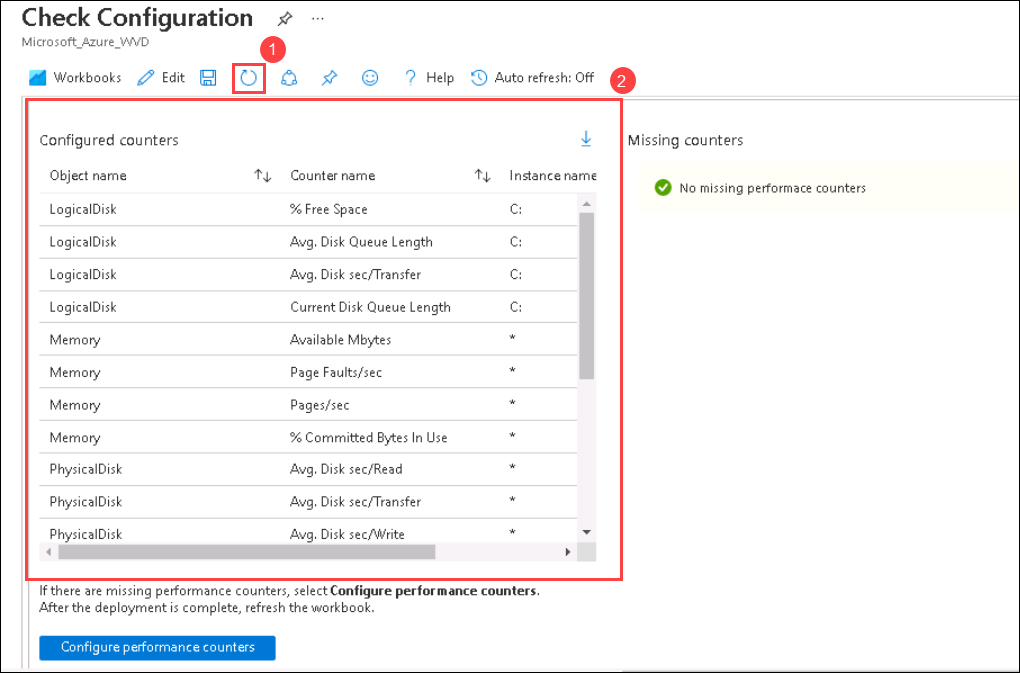 Check Configuration
Microsoft_Azure_WVD
1
Workbooks Edit ? Help Auto refresh: Off
2
Configured counters
Object name Counter name Instance name
LogicalDisk % Free Space C:
LogicalDisk Avg. Disk Queue Length C:
LogicalDisk Avg. Disk sec/Transfer C:
LogicalDisk Current Disk Queue Length C:
Memory Available Mbytes *
Memory Page Faults/sec *
Memory Pages/sec *
Memory % Committed Bytes In Use *
PhysicalDisk Avg. Disk sec/Read *
PhysicalDisk Avg. Disk sec/Transfer *
PhysicalDisk Avg. Disk sec/Write *
Missing counters
No missing performace counters
If there are missing performance counters, select Configure performance counters.
After the deployment is complete, refresh the workbook.
Configure performance counters